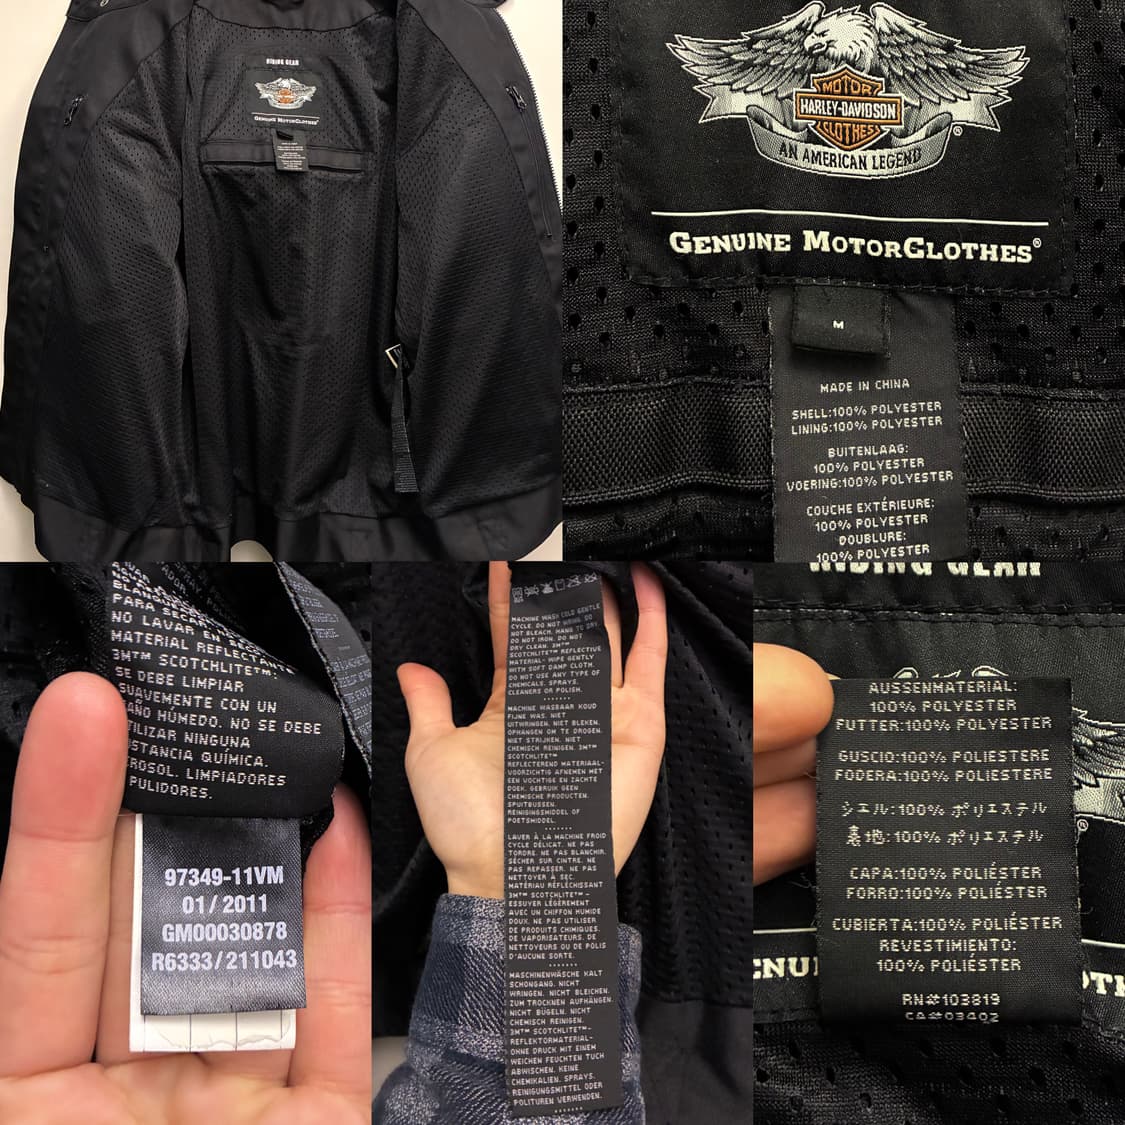 RIDING GEAR
GENUINE MOTORCLOTHES®
MOTOR
HARLEY-DAVIDSON
CLOTHES
®
AN AMERICAN LEGEND
GENUINE MOTORCLOTHES®
M
MADE IN CHINA
SHELL:100% POLYESTER
LINING:100% POLYESTER
BUITENLAAG:
100% POLYESTER
VOERING:100% POLYESTER
COUCHE EXTÉRIEURE:
100% POLYESTER
DOUBLURE:
100% POLYESTER
PARA SECAR
NO LAVAR EN
MATERIAL REFLECTANTE
3M™ SCOTCHLITE™:
SE DEBE LIMPIAR
SUAVEMENTE CON UN
HÚMEDO. NO SE DEBE
NINGUNA
QUÍMICA.
LIMPIADORES
PULIDORES.
97349-11VM
01/2011
GM00030878
R6333/211043
MACHINE WASH COLD GENTLE
CYCLE. DO NOT WRING. DO
NOT BLEACH. HANG TO DRY.
DO NOT IRON. DO NOT
DRY CLEAN. 3M™
SCOTCHLITE™ REFLECTIVE
MATERIAL- WIPE GENTLY
WITH SOFT DAMP CLOTH.
DO NOT USE ANY TYPE OF
CHEMICALS. SPRAYS.
CLEANERS OR POLISH.
MACHINE WASBAAR KOUD
FIJNE WAS. NIET
UITWRINGEN. NIET BLEKEN.
OPHANGEN OM TE DROGEN.
NIET STRIJKEN. NIET
CHEMISCH REINIGEN. 3M™
SCOTCHLITE™
REFLECTEREND MATERIAAL-
VOORZICHTIG AFNEMEN MET
EEN VOCHTIGE EN ZACHTE
DOEK. GEBRUIK GEEN
CHEMISCHE PRODUCTEN.
SPUITBUSSEN.
REINIGINGSMIDDEL OF
POETSMIDDEL.
LAVER À LA MACHINE FROID
CYCLE DÉLICAT. NE PAS
TORDRE. NE PAS BLANCHIR.
SÉCHER SUR CINTRE. NE
PAS REPASSER. NE PAS
NETTOYER À SEC.
MATÉRIAU RÉFLÉCHISSANT
3M™ SCOTCHLITE™-
ESSUYER LÉGÈREMENT
AVEC UN CHIFFON HUMIDE
DOUX. NE PAS UTILISER
DE PRODUITS CHIMIQUES.
DE VAPORISATEURS. DE
NETTOYEURS OU DE POLIS
D'AUCUNE SORTE.
MASCHINENWÄSCHE KALT
SCHONGANG. NICHT
WRINGEN. NICHT BLEICHEN.
ZUM TROCKNEN AUFHÄNGEN.
NICHT BÜGELN. NICHT
CHEMISCH REINIGEN.
3M™ SCOTCHLITE™-
REFLEKTORMATERIAL-
OHNE DRUCK MIT EINEM
WEICHEN FEUCHTEN TUCH
ABWISCHEN. KEINE
CHEMIKALIEN. SPRAYS.
REINIGUNGSMITTEL ODER
POLITUREN VERWENDEN.
RIDING GEAR
AUSSENMATERIAL:
100% POLYESTER
FUTTER:100% POLYESTER
GUSCIO:100% POLIESTERE
FODERA:100% POLIESTERE
シェル:100% ポリエステル
裏地:100% ポリエステル
CAPA:100% POLIÉSTER
FORRO:100% POLIÉSTER
CUBIERTA:100% POLIÉSTER
REVESTIMIENTO:
100% POLIÉSTER
RN#103819
CA#03402